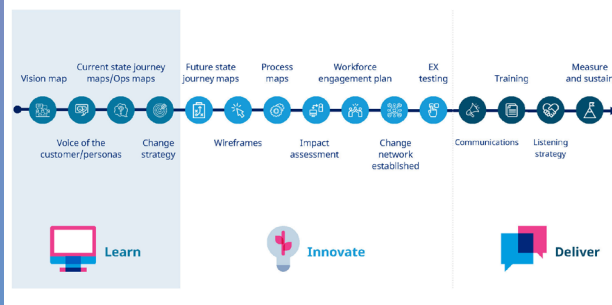 Vision map
Current state journey
maps/Ops maps
Future state
journey maps
Process
maps
Workforce
engagement plan
EX
testing
Training
Measure
and sustain
Voice of the
customer/personas
Change
strategy
Wireframes
Impact
assessment
Change
network
established
Communications
Listening
strategy
Learn
Innovate
Deliver